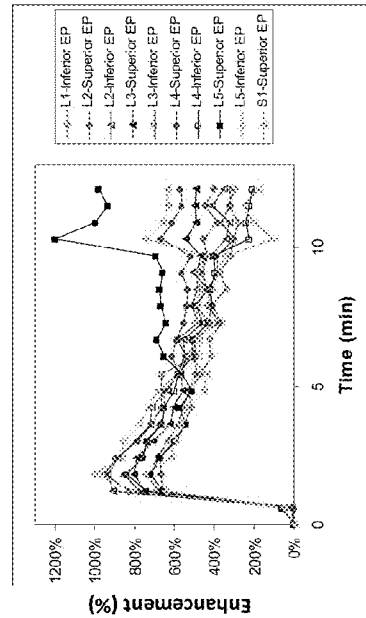 L1-Inferior EP
L2-Superior EP
L2-Inferior EP
L3-Superior EP
L3-Inferior EP
L4-Superior EP
L4-Inferior EP
L5-Superior EP
L5-Inferior EP
S1-Superior EP
Enhancement (%)
1200%
1000%
800%
600%
400%
200%
0%
0
5
10
Time (min)